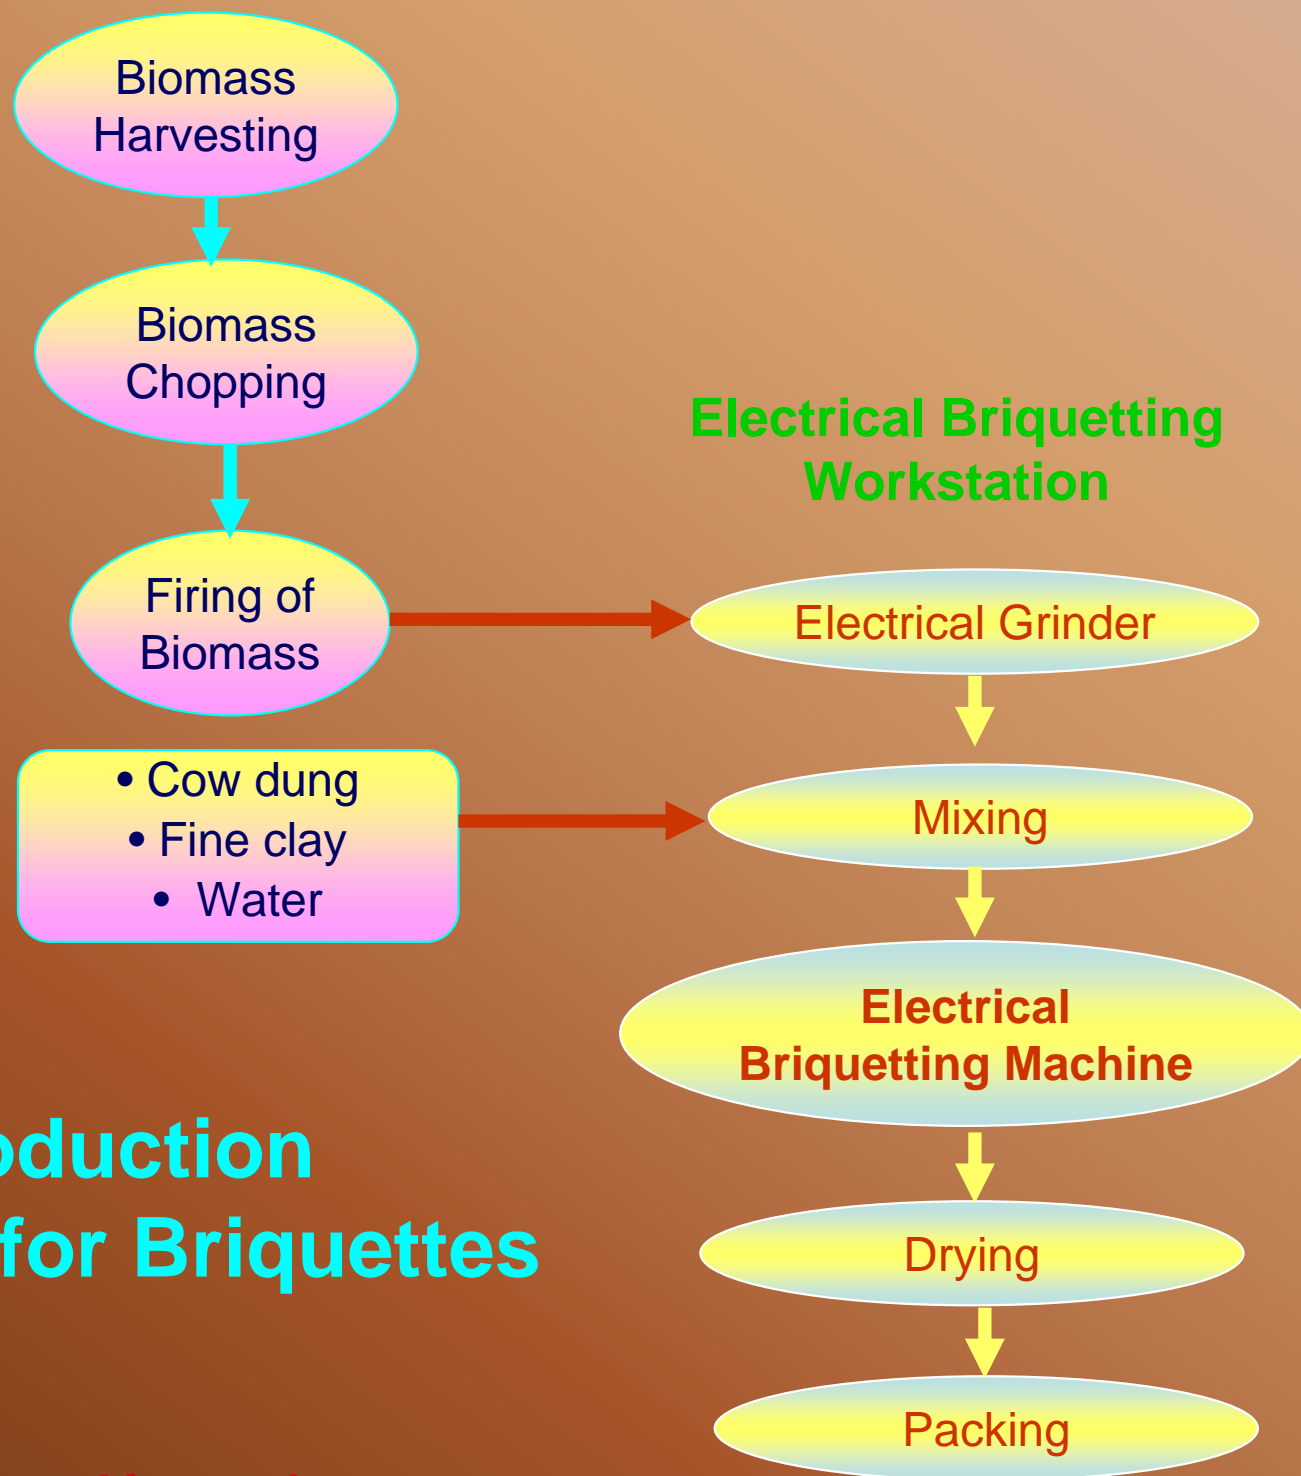 Biomass
Harvesting
Biomass
Chopping
Firing of
Biomass
• Cow dung
• Fine clay
• Water
Electrical Briquetting
Workstation
Electrical Grinder
Mixing
Electrical
Briquetting Machine
Drying
Packing
for Briquettes